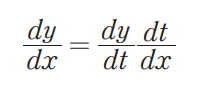 dy/dx = dy/dt dt/dx